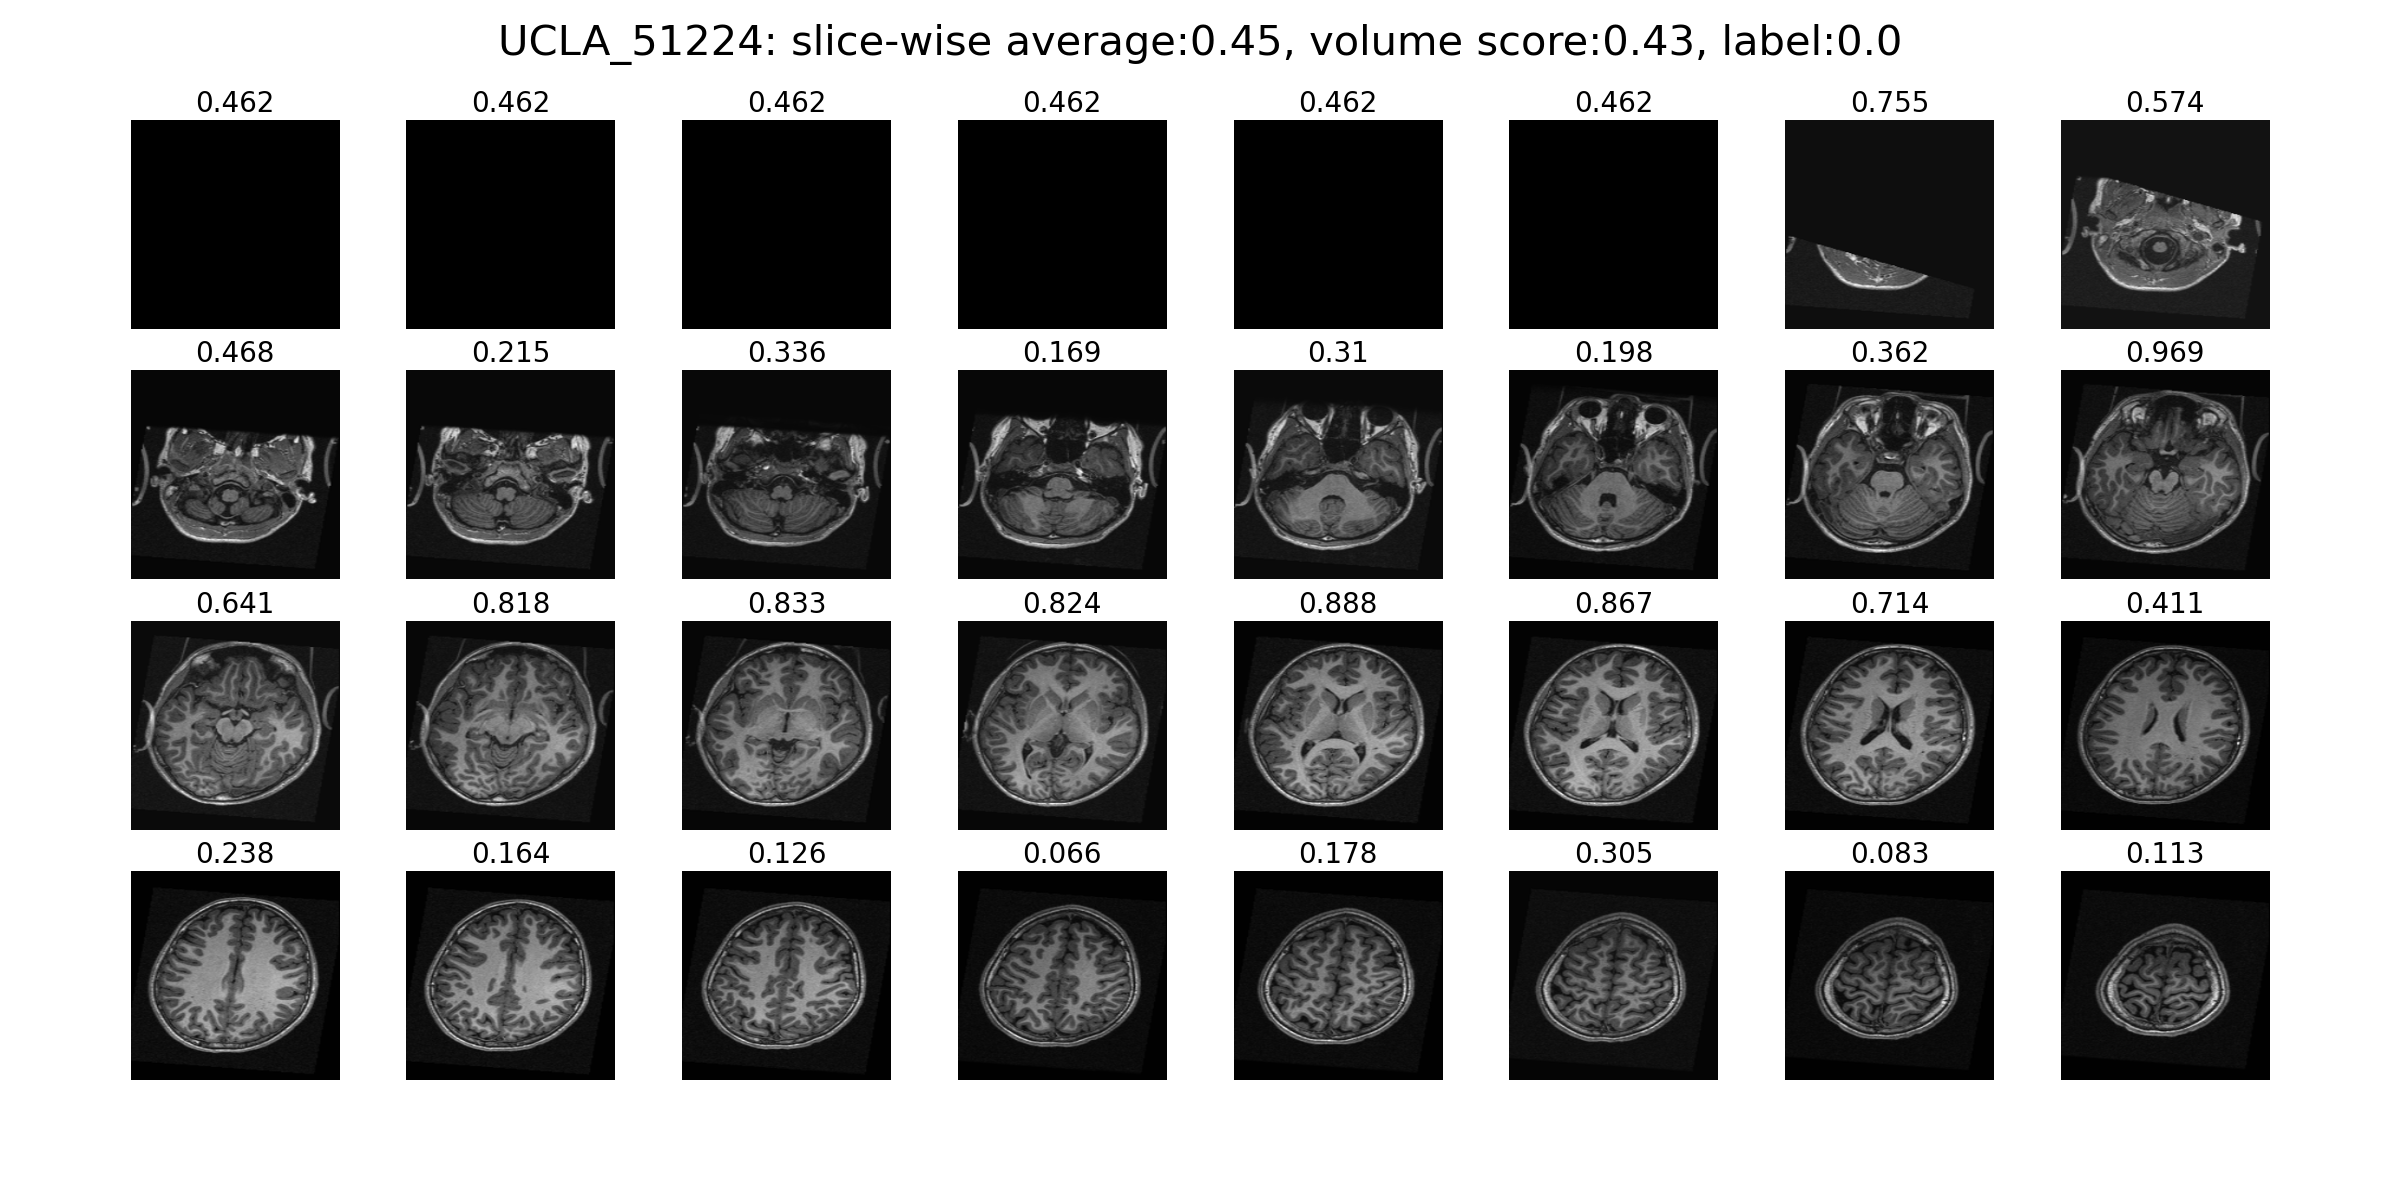 UCLA_51224: slice-wise average:0.45, volume score:0.43, label:0.0
0.462 0.462 0.462 0.462 0.462 0.462 0.755 0.574
0.468 0.215 0.336 0.169 0.31 0.198 0.362 0.969
0.641 0.818 0.833 0.824 0.888 0.867 0.714 0.411
0.238 0.164 0.126 0.066 0.178 0.305 0.083 0.113